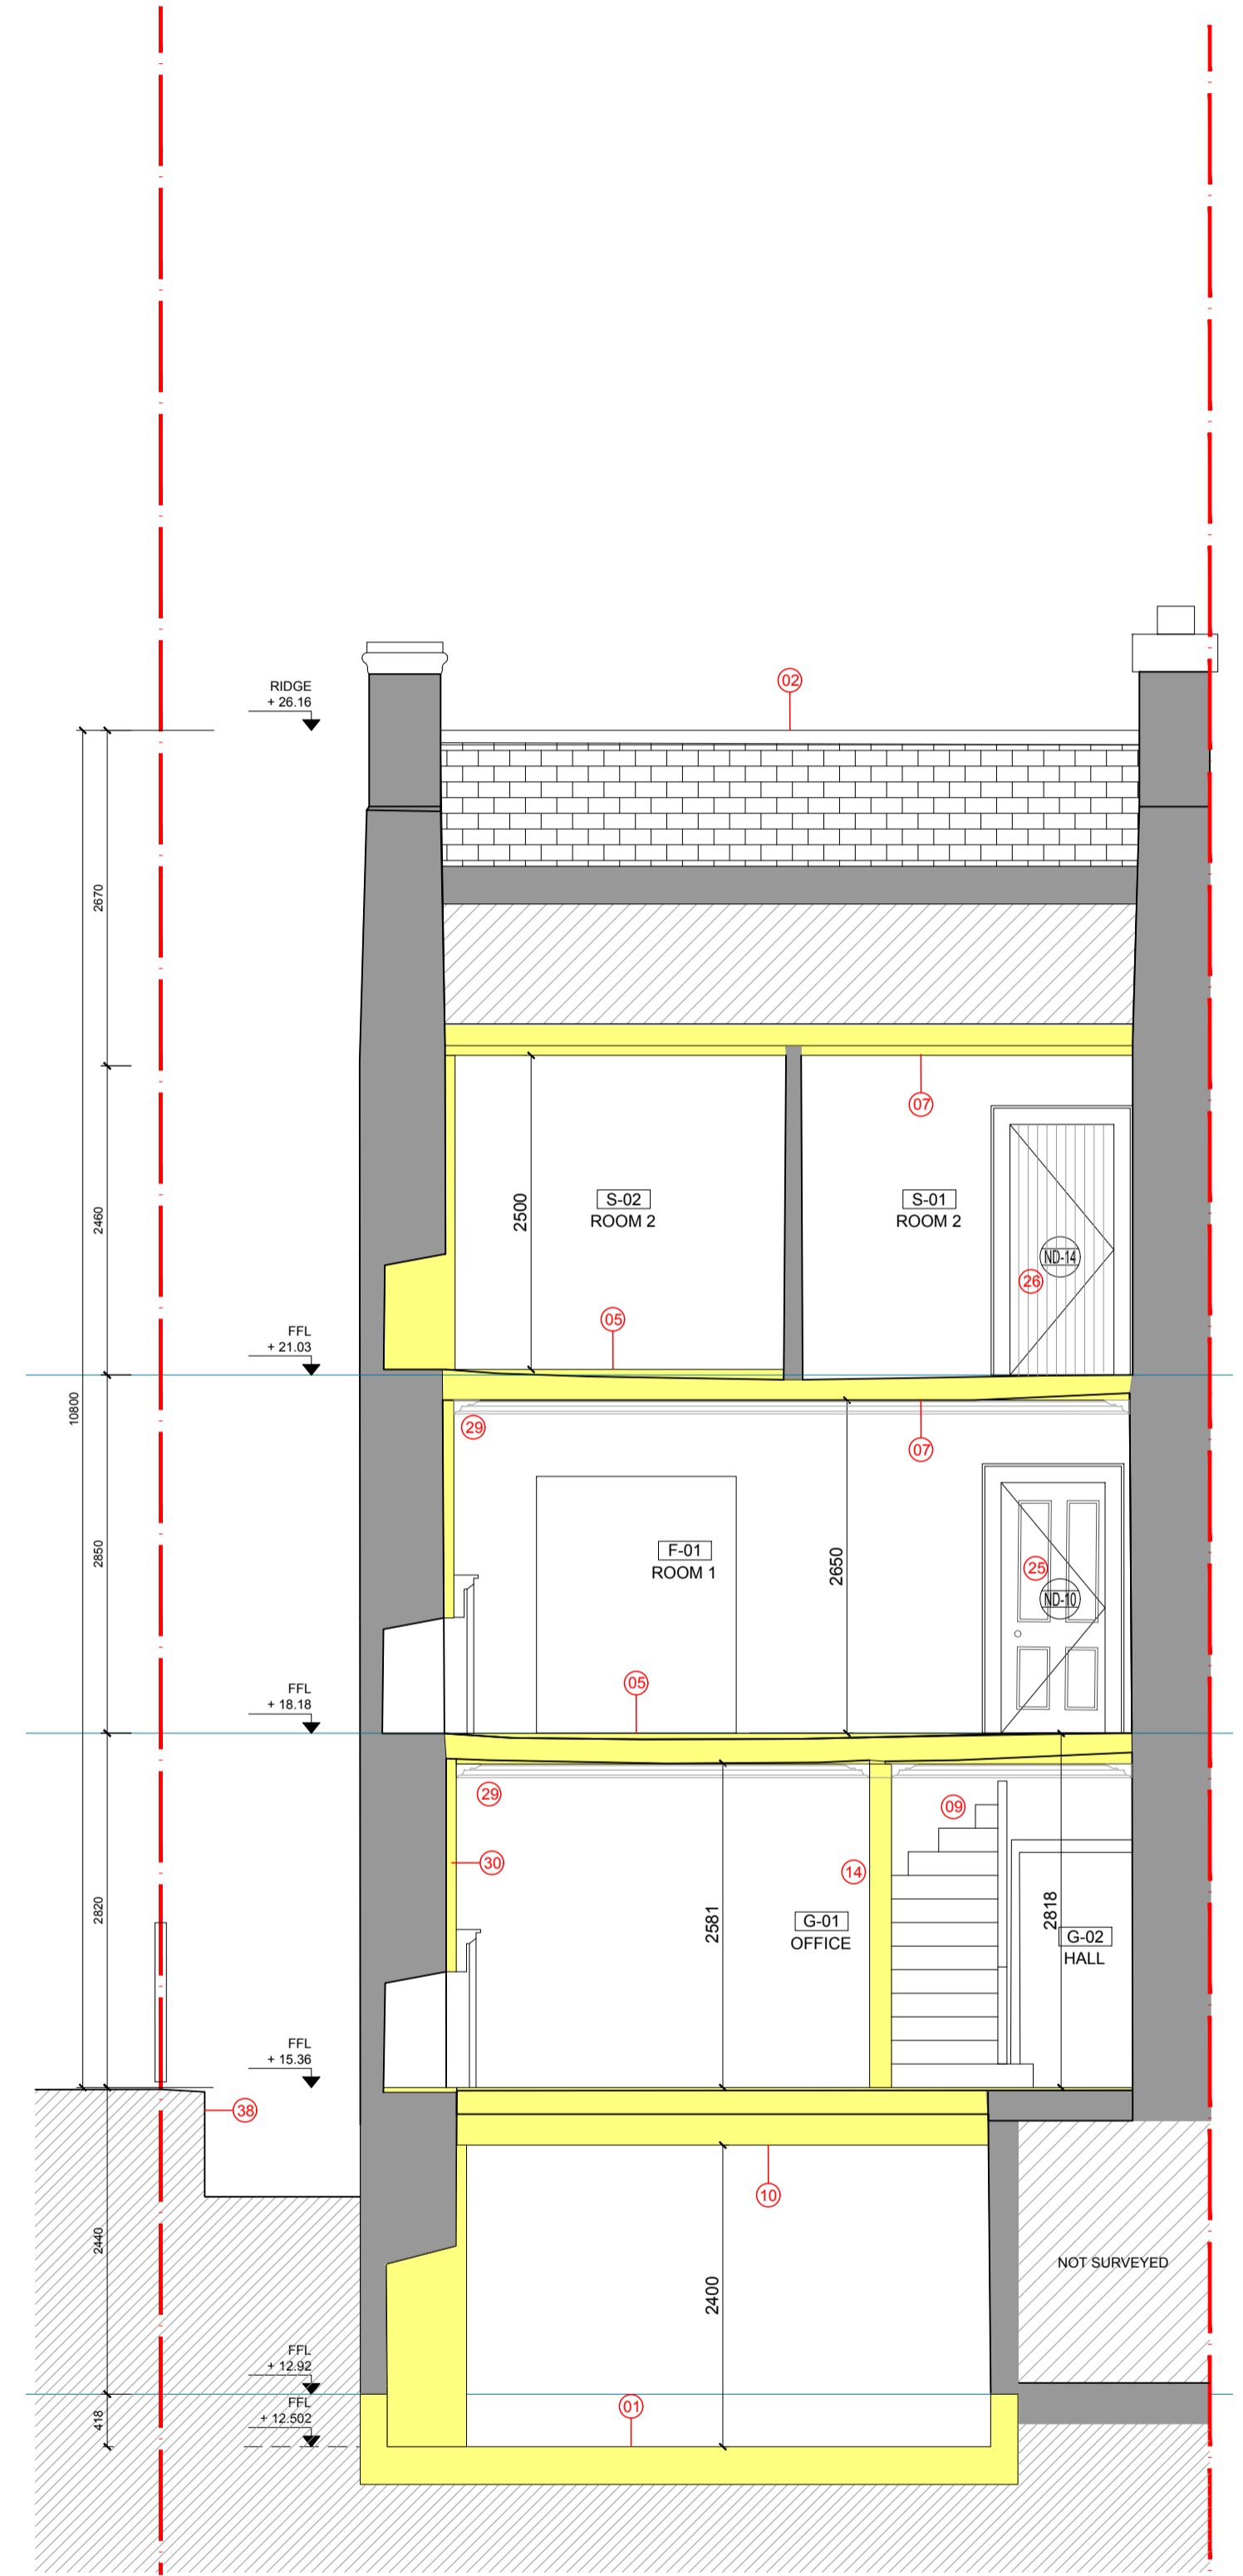 RIDGE
+ 26.16
02
2670
07
2460
2500
S-02
ROOM 2
S-01
ROOM 2
ND-14
26
05
FFL
+ 21.03
10800
29
07
2850
F-01
ROOM 1
2650
25
ND-10
05
FFL
+ 18.18
29
09
30
14
2820
2581
G-01
OFFICE
2818
G-02
HALL
FFL
+ 15.36
38
10
2440
2400
NOT SURVEYED
FFL
+ 12.92
FFL
+ 12.502
418
01